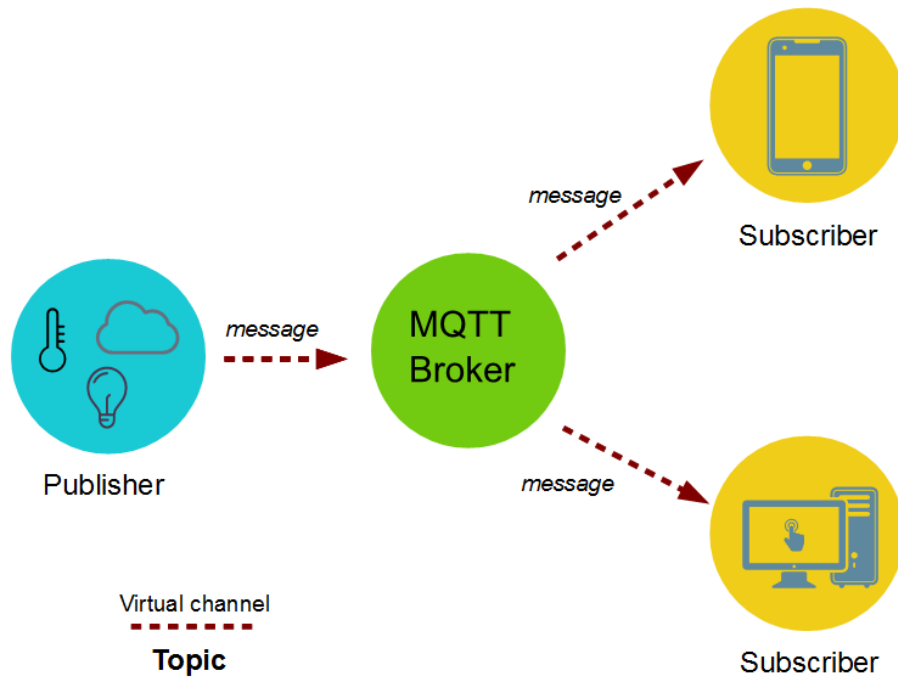 Subscriber
message
message
MQTT
Broker
Publisher
message
Virtual channel
Topic
Subscriber